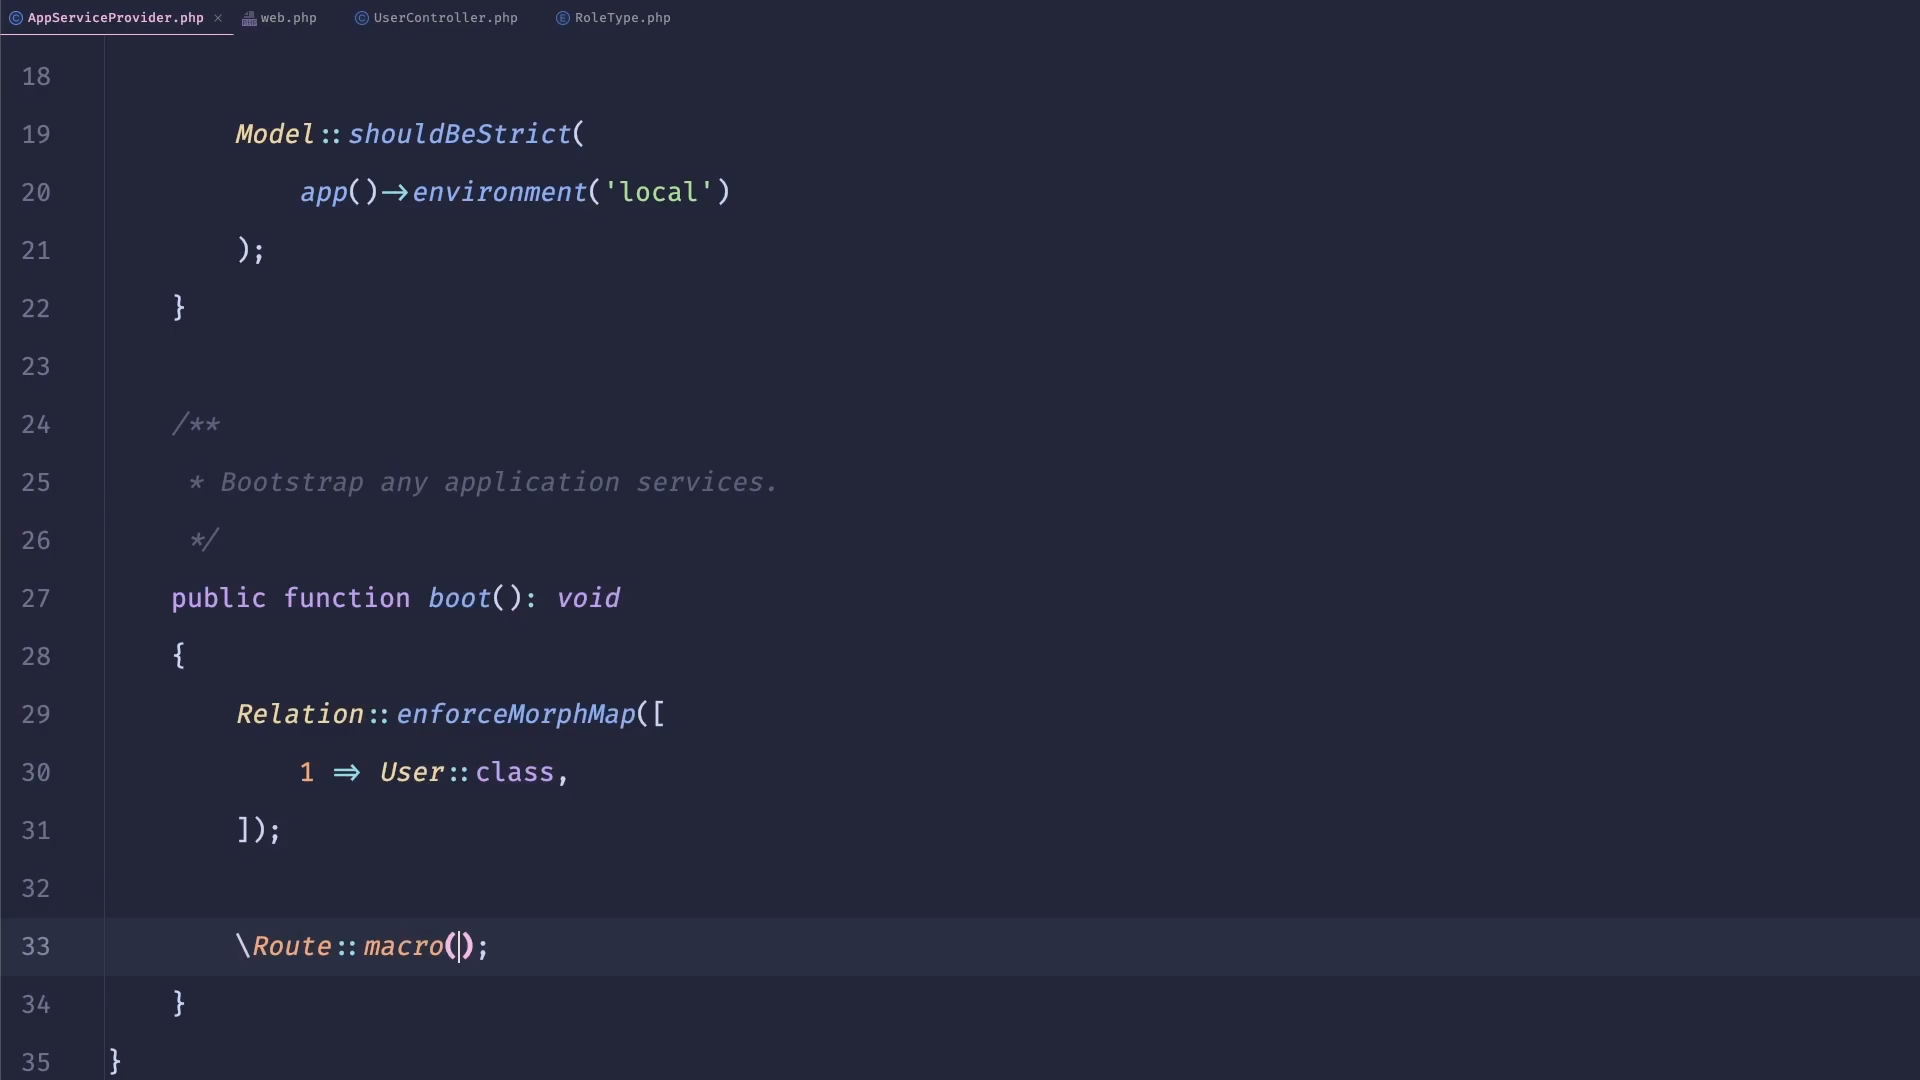 AppServiceProvider.php × web.php UserController.php RoleType.php
18
19 Model::shouldBeStrict(
20 app()->environment('local')
21 );
22 }
23
24 /**
25 * Bootstrap any application services.
26 */
27 public function boot(): void
28 {
29 Relation::enforceMorphMap([
30 1 => User::class,
31 ]);
32
33 \Route::macro();
34 }
35 }